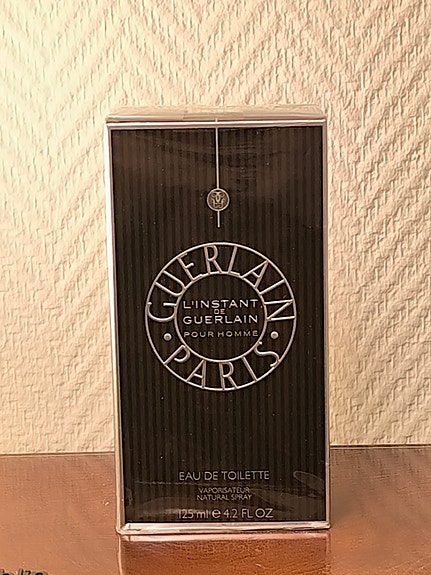 GUERLAIN
L'INSTANT
DE
GUERLAIN
POUR HOMME
PARIS
EAU DE TOILETTE
VAPORISATEUR
NATURAL SPRAY
125 ml e 4.2 FL OZ